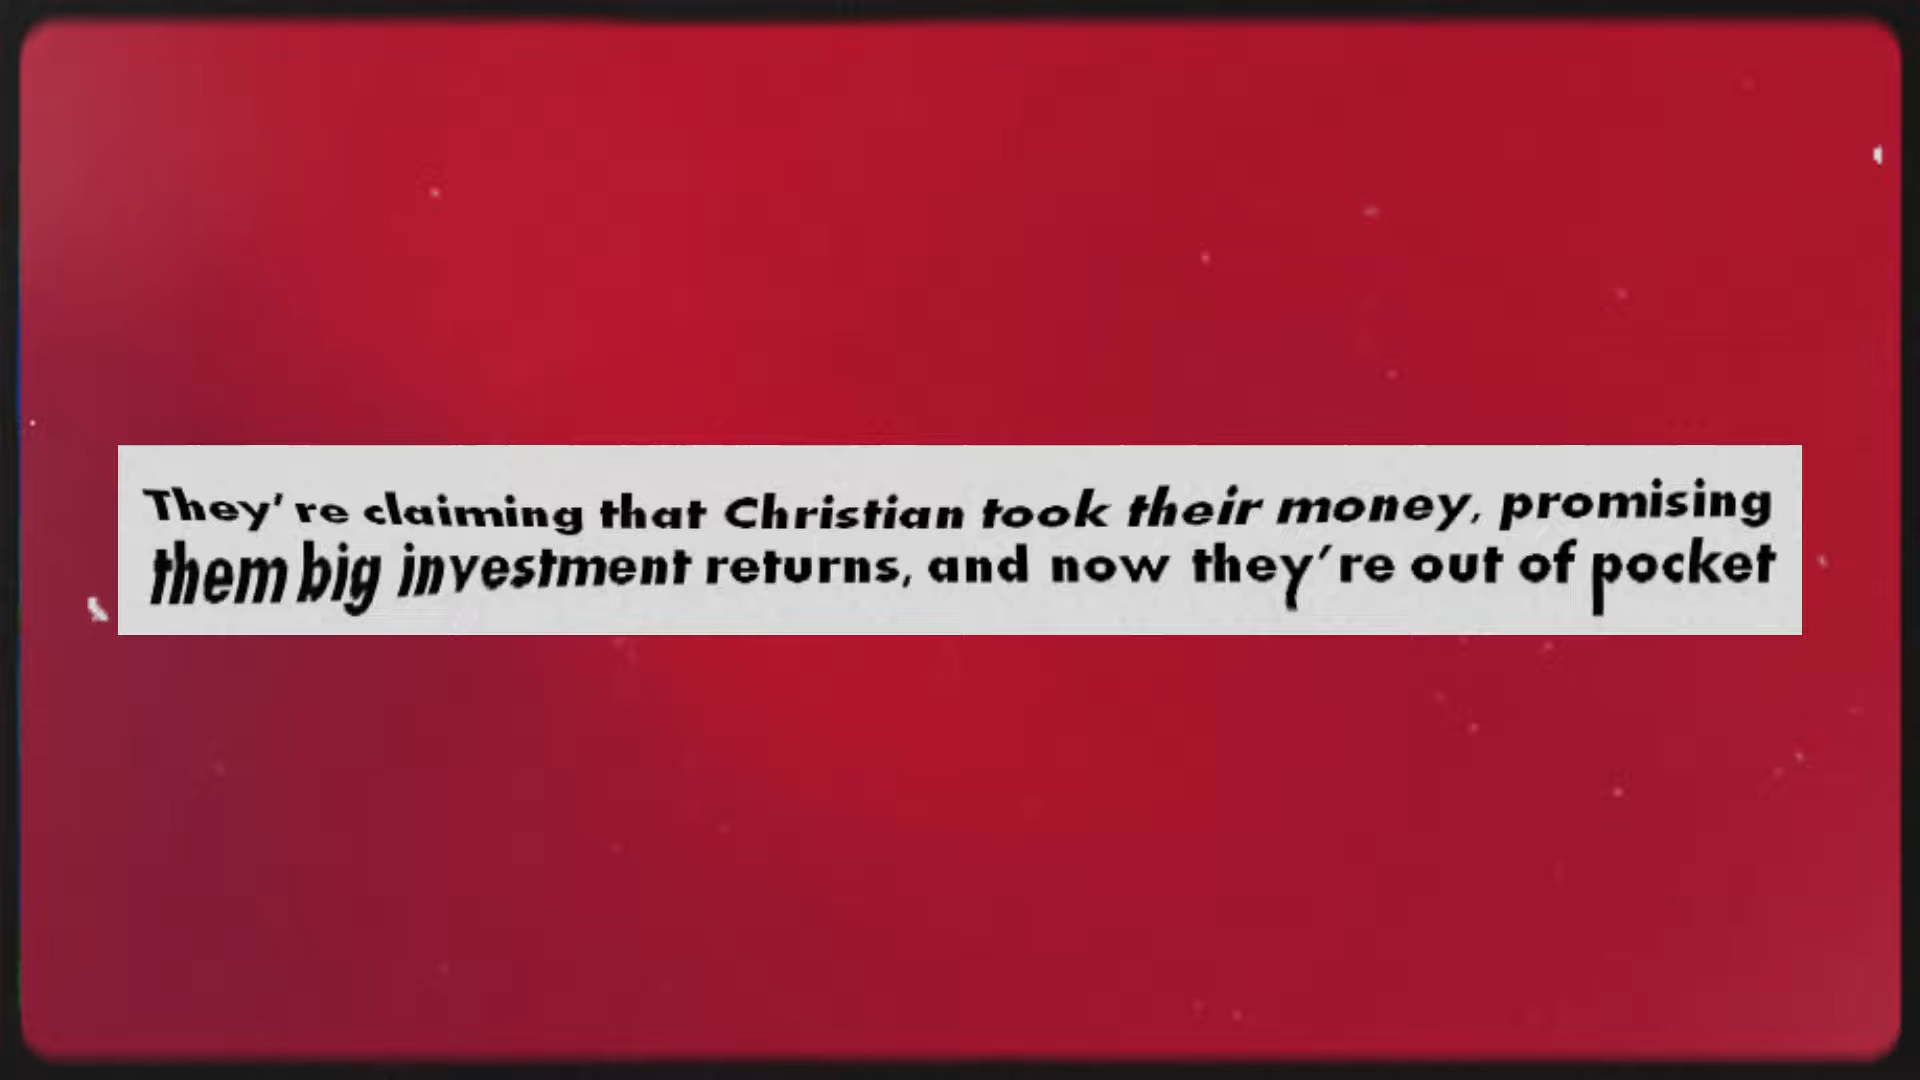 They're claiming that Christian took their money, promising
them big investment returns, and now they're out of pocket